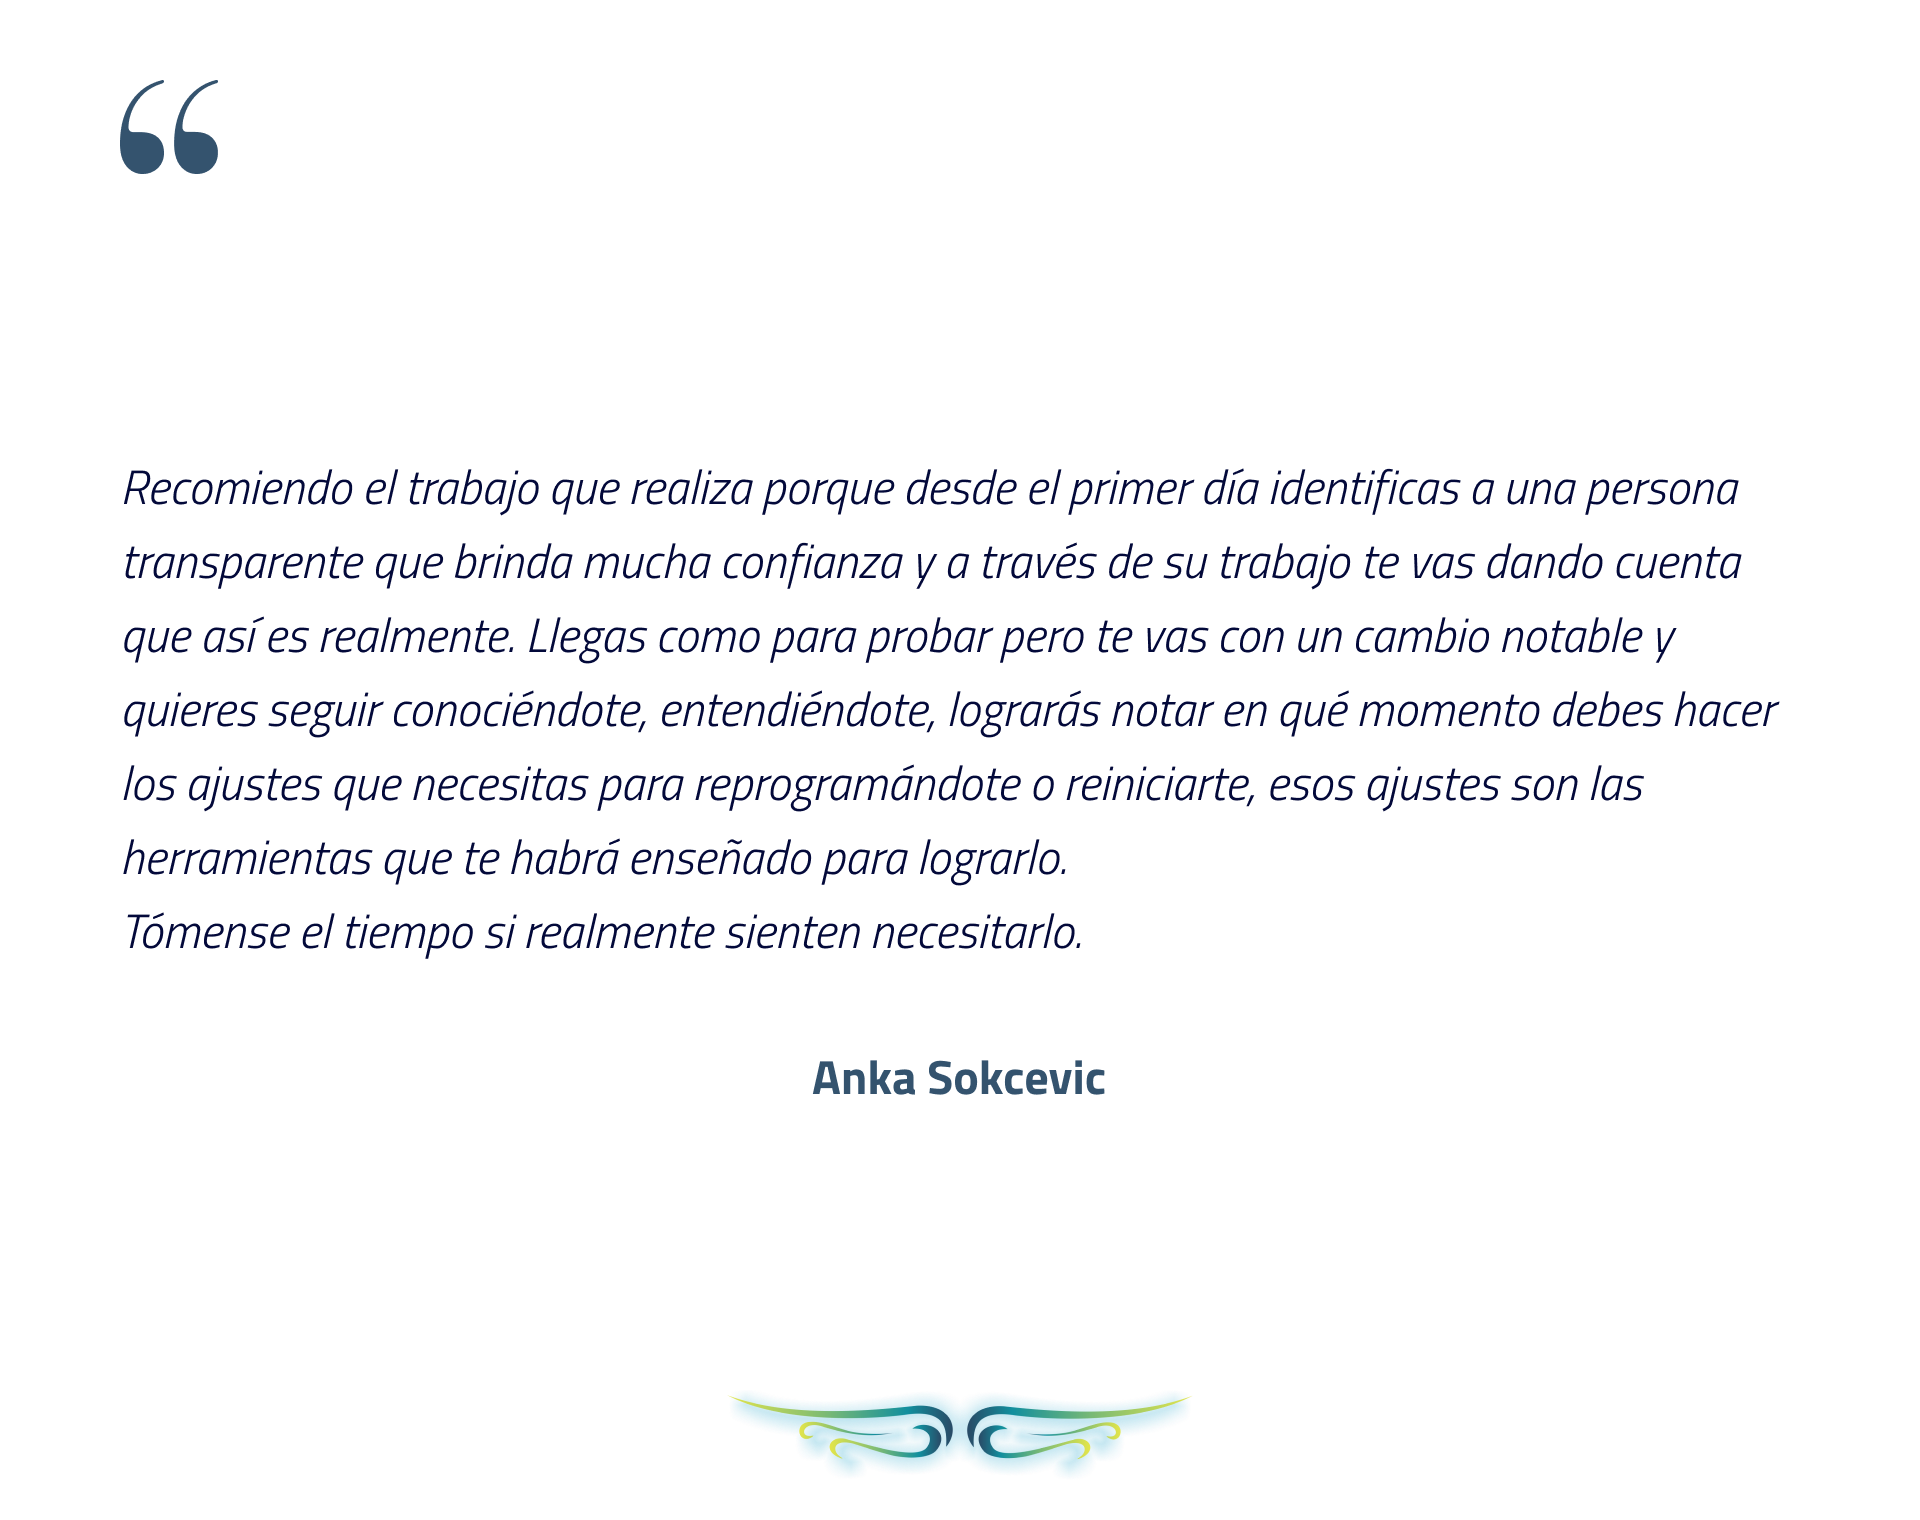 “
Recomiendo el trabajo que realiza porque desde el primer día identificas a una persona
transparente que brinda mucha confianza y a través de su trabajo te vas dando cuenta
que así es realmente. Llegas como para probar pero te vas con un cambio notable y
quieres seguir conociéndote, entendiéndote, lograrás notar en qué momento debes hacer
los ajustes que necesitas para reprogramándote o reiniciarte, esos ajustes son las
herramientas que te habrá enseñado para lograrlo.
Tómense el tiempo si realmente sienten necesitarlo.
Anka Sokcevic